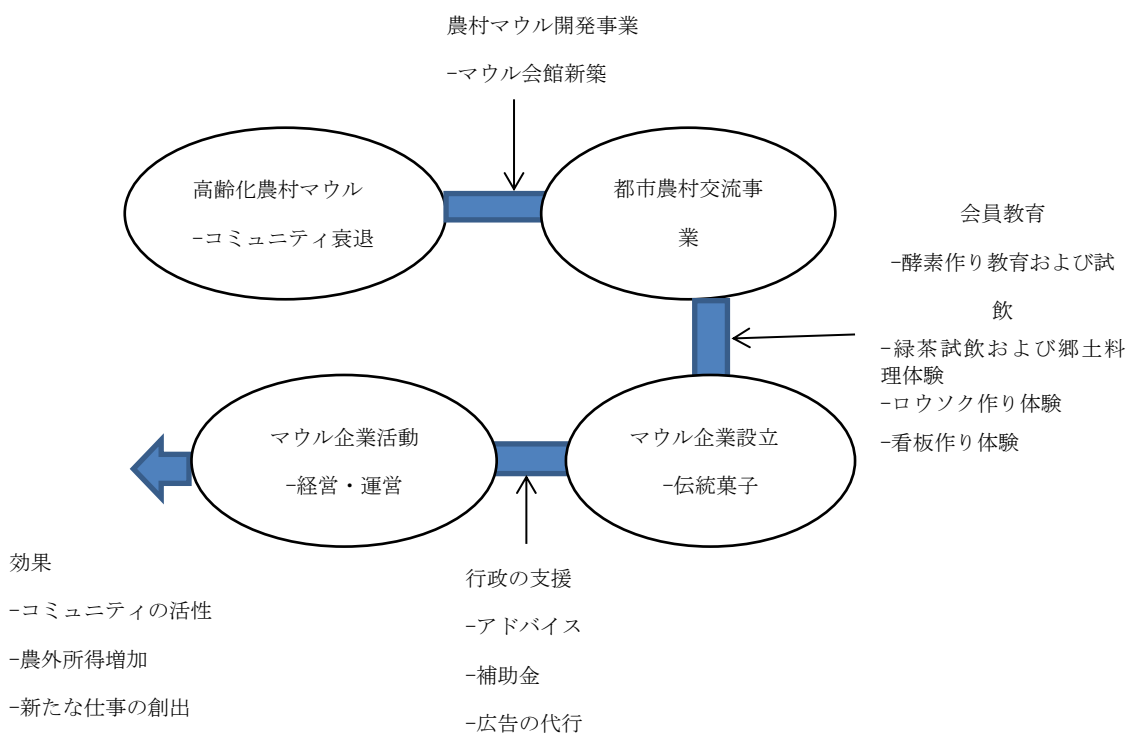 農村マウル開発事業
-マウル会館新築
高齢化農村マウル
-コミュニティ衰退
都市農村交流事
業
会員教育
-酵素作り教育および試
飲
-緑茶試飲および郷土料
理体験
-ロウソク作り体験
-看板作り体験
マウル企業設立
-伝統菓子
マウル企業活動
-経営・運営
行政の支援
-アドバイス
-補助金
-広告の代行
効果
-コミュニティの活性
-農外所得増加
-新たな仕事の創出